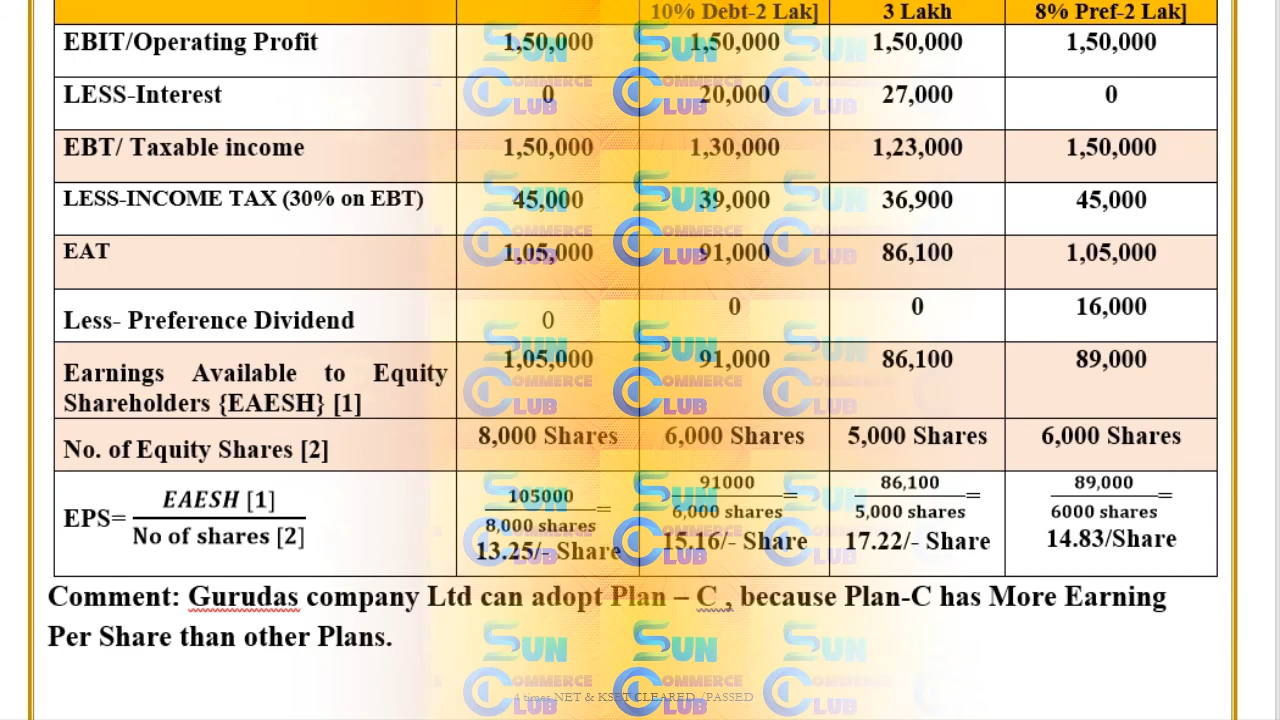 10% Debt-2 Lak] 3 Lakh 8% Pref-2 Lak]
EBIT/Operating Profit 1,50,000 1,50,000 1,50,000 1,50,000
LESS-Interest 0 20,000 27,000 0
EBT/ Taxable income 1,50,000 1,30,000 1,23,000 1,50,000
LESS-INCOME TAX (30% on EBT) 45,000 39,000 36,900 45,000
EAT 1,05,000 91,000 86,100 1,05,000
Less- Preference Dividend 0 0 0 16,000
Earnings Available to Equity 1,05,000 91,000 86,100 89,000
Shareholders {EAESH} [1]
No. of Equity Shares [2] 8,000 Shares 6,000 Shares 5,000 Shares 6,000 Shares
EAESH [1] 105000 91000 86,100 89,000
EPS= = = = =
No of shares [2] 8,000 shares 6,000 shares 5,000 shares 6000 shares
13.25/- Share 15.16/- Share 17.22/- Share 14.83/Share
Comment: Gurudas company Ltd can adopt Plan – C , because Plan-C has More Earning
Per Share than other Plans.
SUN COMMERCE CLUB
4 times NET & KSET CLEARED /PASSED